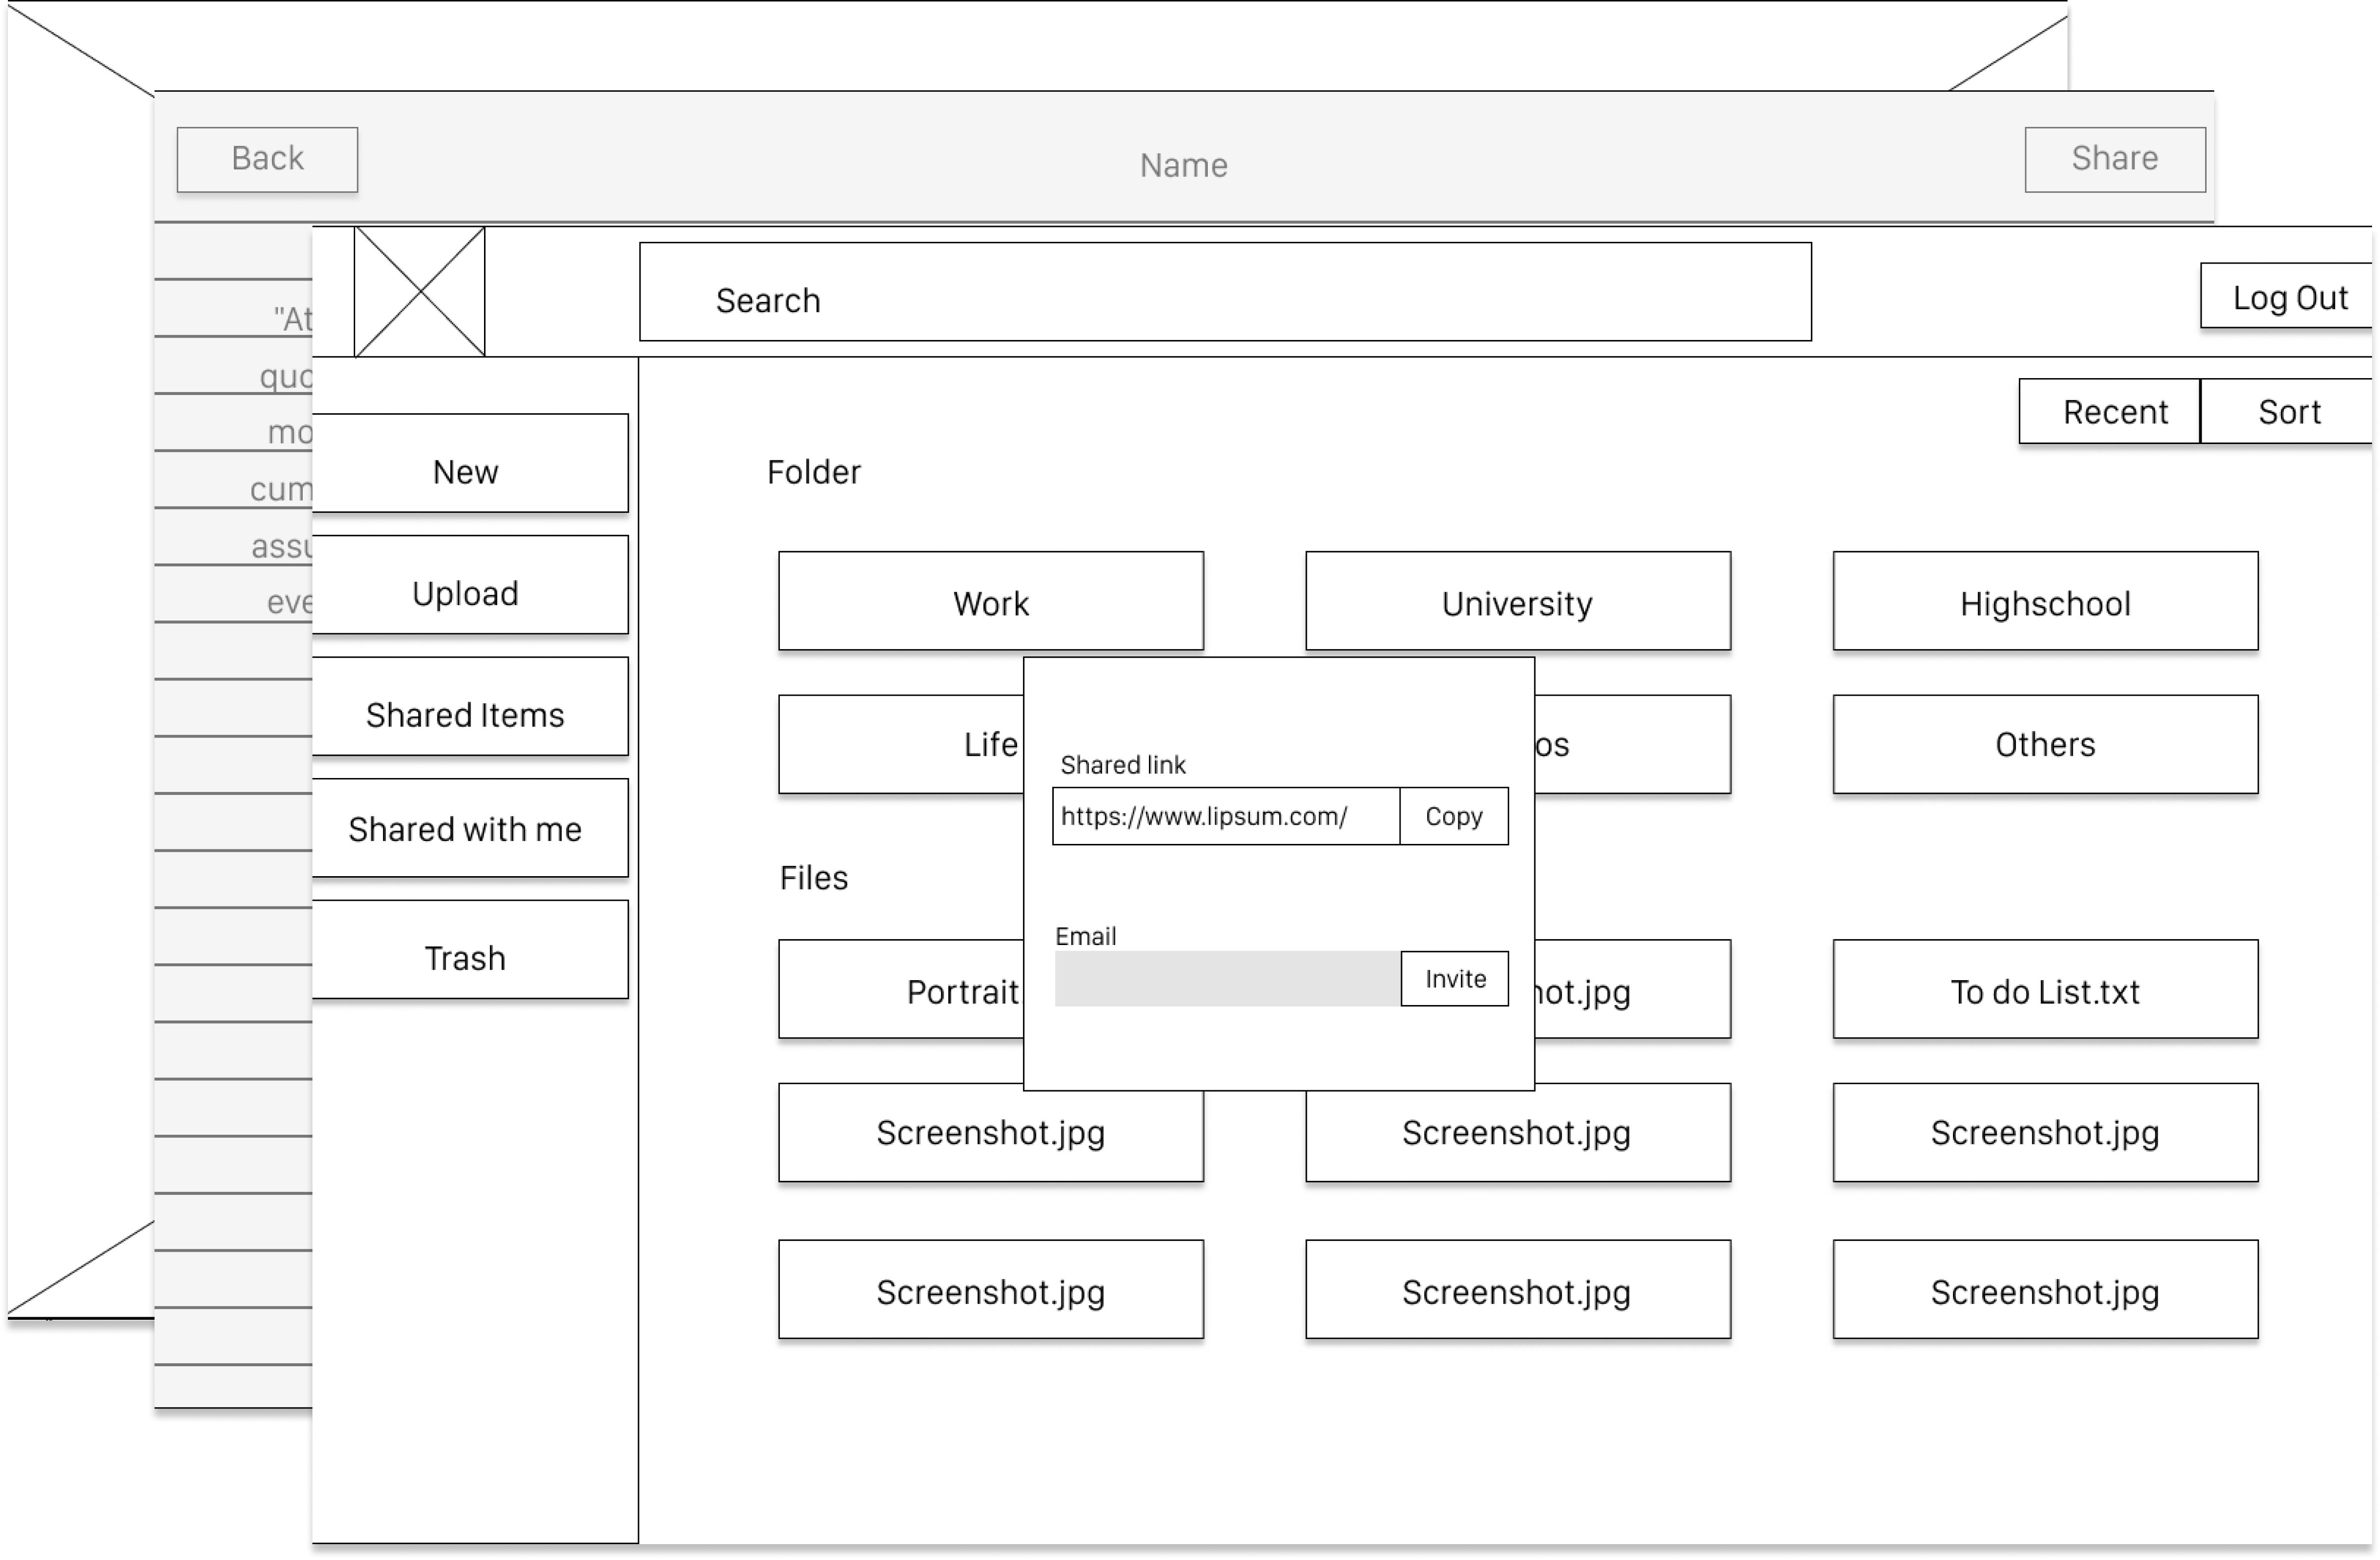 Back
Name
Share
Search
Log Out
Recent
Sort
"At
quo
mo
cum
assu
eve
New
Upload
Shared Items
Shared with me
Trash
Folder
Work
University
Highschool
Life
os
Others
Shared link
https://www.lipsum.com/
Copy
Files
Email
Invite
Portrait.
hot.jpg
To do List.txt
Screenshot.jpg
Screenshot.jpg
Screenshot.jpg
Screenshot.jpg
Screenshot.jpg
Screenshot.jpg